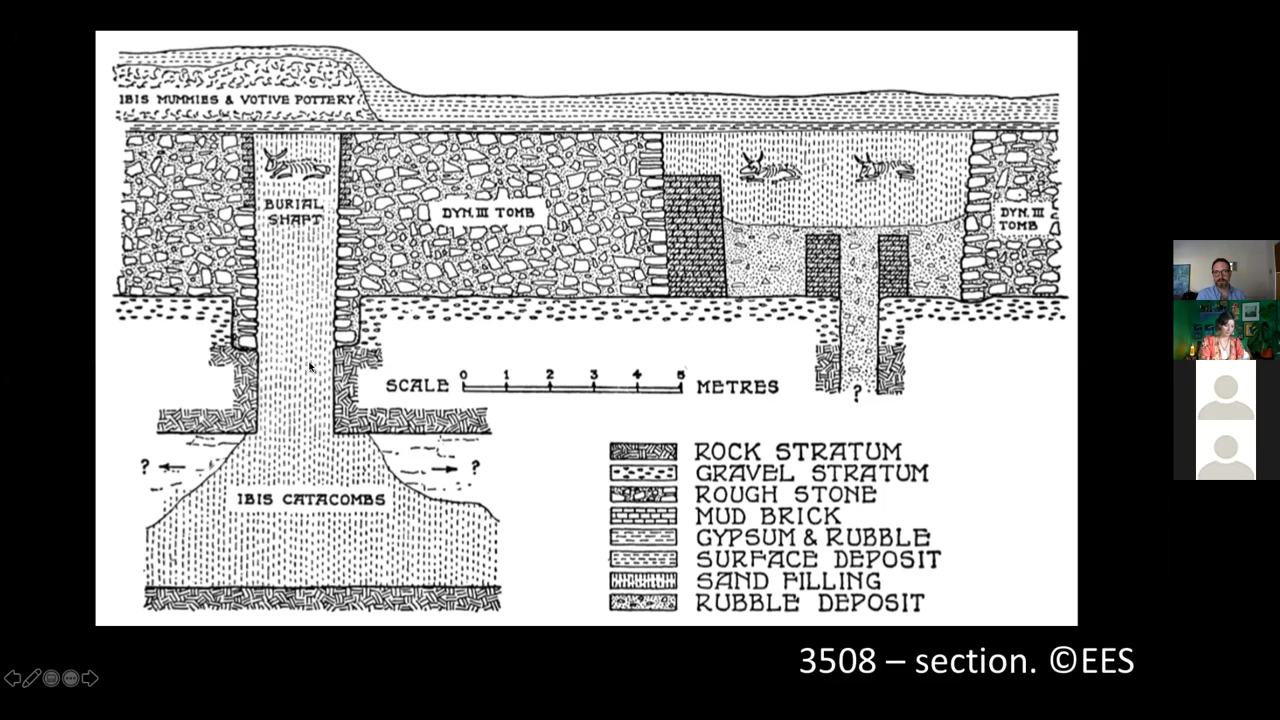 IBIS MUMMIES & VOTIVE POTTERY
BURIAL
SHAFT
DYN. III TOMB
DYN. III
TOMB
SCALE 0 1 2 3 4 5 METRES
?
? ?
IBIS CATACOMBS
ROCK STRATUM
GRAVEL STRATUM
ROUGH STONE
MUD BRICK
GYPSUM & RUBBLE
SURFACE DEPOSIT
SAND FILLING
RUBBLE DEPOSIT
3508 – section. ©EES